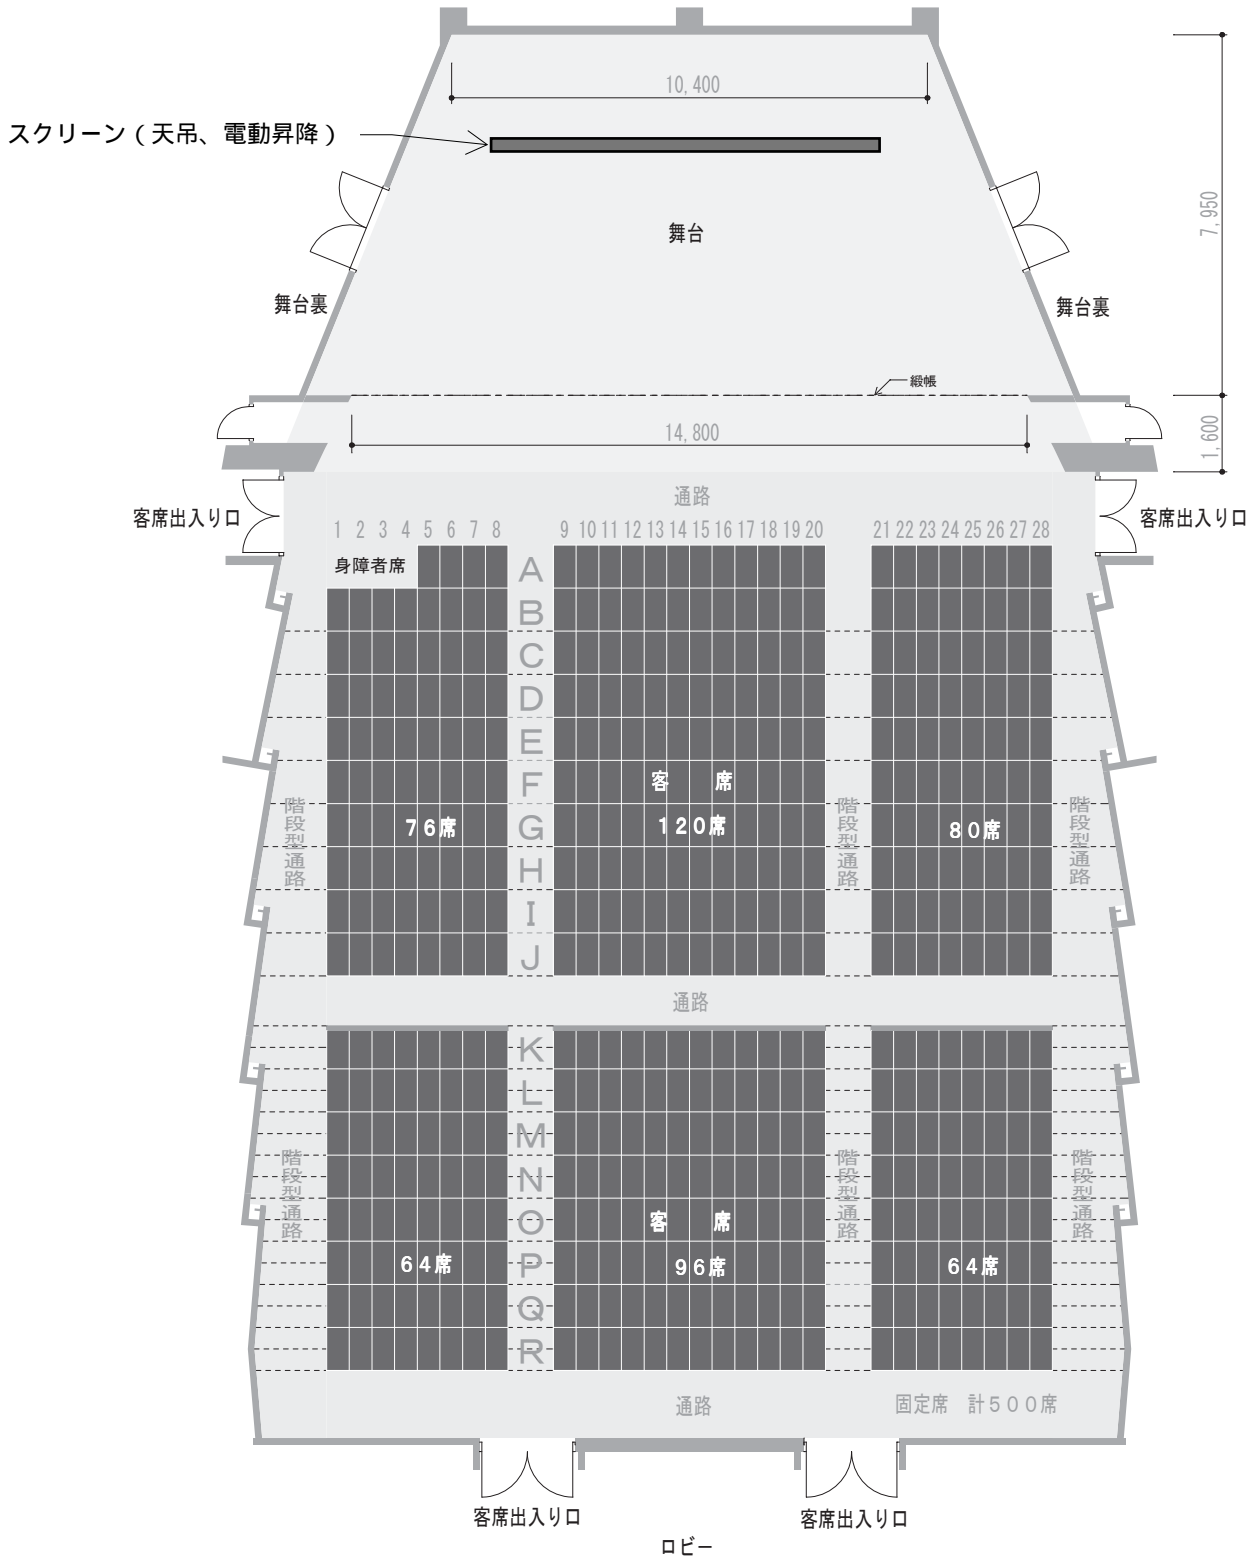 10,400
スクリーン（天吊、電動昇降）
7,950
舞台
舞台裏
舞台裏
緞帳
14,800
1,600
通路
客席出入り口
客席出入り口
1 2 3 4 5 6 7 8 9 10 11 12 13 14 15 16 17 18 19 20 21 22 23 24 25 26 27 28
身障者席
A
B
C
D
E
F
客 席
階段型通路
76席
G
120席
階段型通路
80席
階段型通路
H
I
J
通路
K
L
M
階段型通路
N
階段型通路
階段型通路
O
客 席
64席
P
96席
64席
Q
R
通路
固定席 計500席
客席出入り口
客席出入り口
ロビー